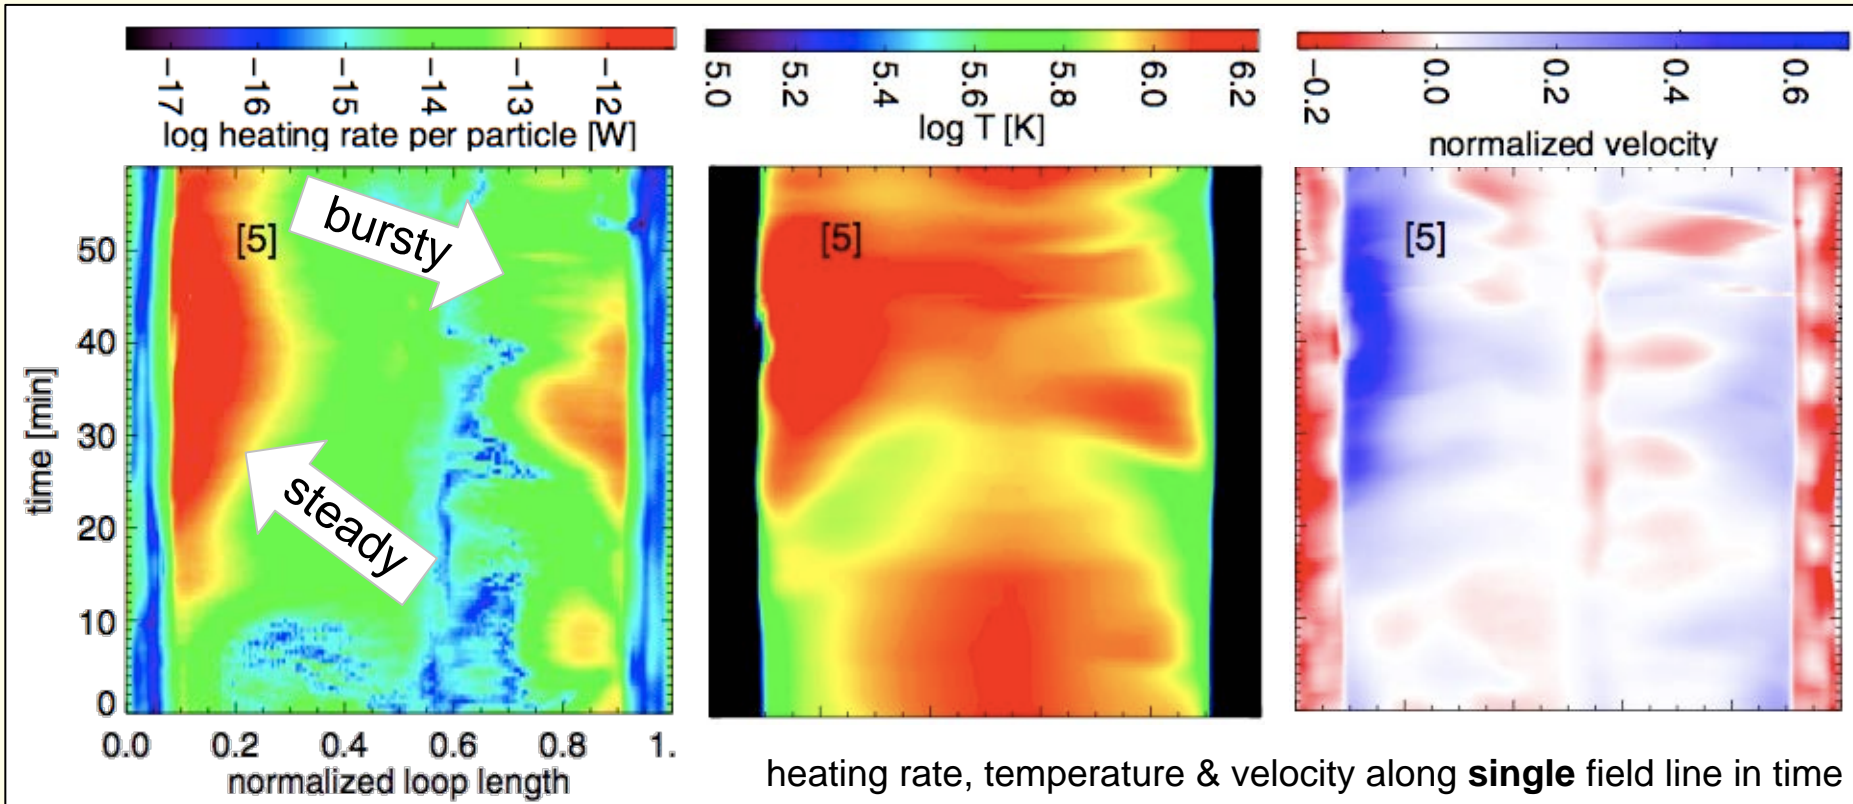 −17 −16 −15 −14 −13 −12
log heating rate per particle [W]
5.0 5.2 5.4 5.6 5.8 6.0 6.2
log T [K]
−0.2 0.0 0.2 0.4 0.6
normalized velocity
[5]
bursty
steady
[5]
[5]
time [min]
50
40
30
20
10
0
0.0 0.2 0.4 0.6 0.8 1.
normalized loop length
heating rate, temperature & velocity along single field line in time